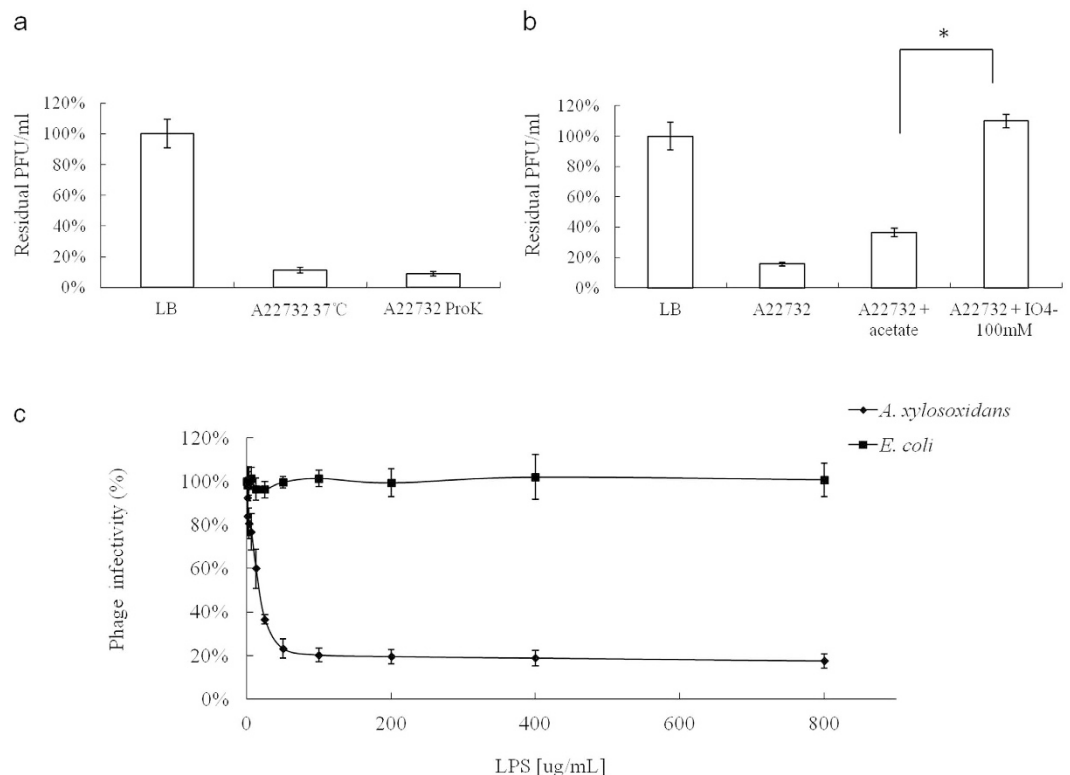 a
Residual PFU/ml
120%
100%
80%
60%
40%
20%
0%
LB
A22732 37℃
A22732 ProK
b
*
Residual PFU/ml
120%
100%
80%
60%
40%
20%
0%
LB
A22732
A22732 +
acetate
A22732 + IO4-
100mM
c
A. xylosoxidans
E. coli
Phage infectivity (%)
120%
100%
80%
60%
40%
20%
0%
0
200
400
600
800
LPS [ug/mL]